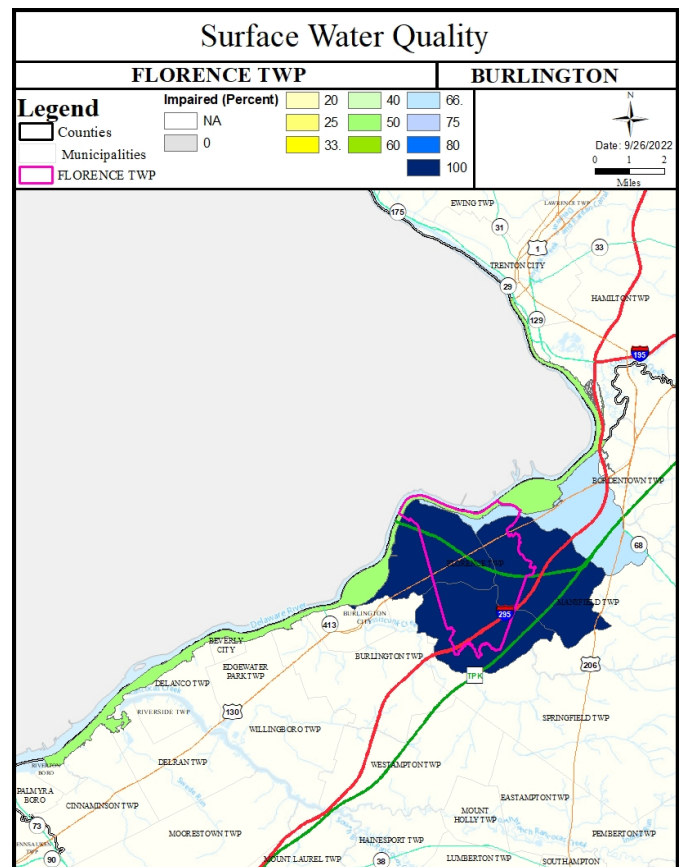 Surface Water Quality
FLORENCE TWP
BURLINGTON
Legend
Counties
Municipalities
FLORENCE TWP
Impaired (Percent)
NA
0
20
25
33.
40
50
60
66.
75
80
100
N
Date: 9/26/2022
0 1 2
Miles
175
EWING TWP
LAWRENCE TWP
31
1
33
TRENTON CITY
29
HAMILTON TWP
129
195
BORDENTOWN TWP
68
MANSFIELD TWP
295
BURLINGTON
CITY
413
Delaware River
BEVERLY
CITY
BURLINGTON TWP
EDGEWATER
PARK TWP
206
DELANCO TWP
TPK
RIVERSIDE TWP
130
SPRINGFIELD TWP
WILLINGBORO TWP
DELRAN TWP
WESTAMPTON TWP
RIVERTON
BORO
PALMYRA
BORO
CINNAMINSON TWP
EASTAMPTON TWP
MOUNT
HOLLY TWP
73
MOORESTOWN TWP
HAINESPORT TWP
PEMBERTON TWP
90
MOUNT LAUREL TWP
38
LUMBERTON TWP
SOUTHAMPTON